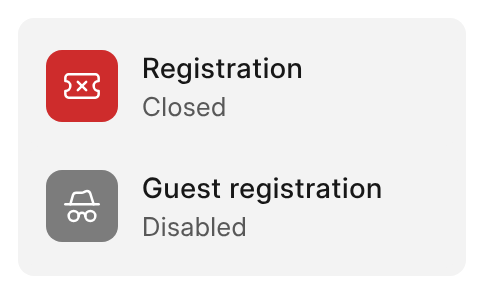 Registration
Closed
Guest registration
Disabled